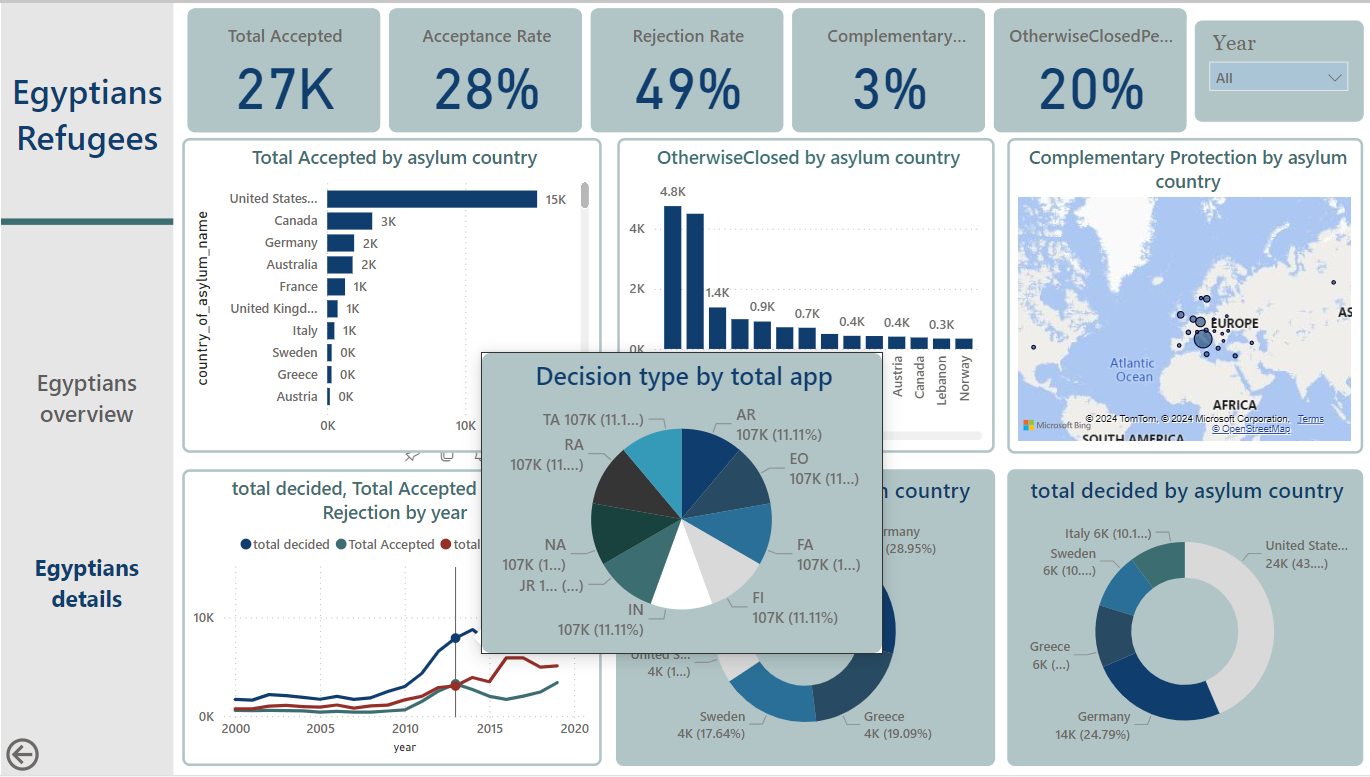 Egyptians
Refugees
Egyptians
overview
Egyptians
details
Total Accepted
27K
Acceptance Rate
28%
Rejection Rate
49%
Complementary...
3%
OtherwiseClosedPe...
20%
Year
All
Total Accepted by asylum country
country_of_asylum_name
United States...
15K
Canada
3K
Germany
2K
Australia
2K
France
1K
United Kingd...
1K
Italy
1K
Sweden
0K
Greece
0K
Austria
0K
0K
10K
OtherwiseClosed by asylum country
4.8K
4K
2K
1.4K
0.9K
0.7K
0.4K
0.4K
0.3K
0K
Austria
Canada
Lebanon
Norway
Complementary Protection by asylum
country
EUROPE
AS
Atlantic
Ocean
AFRICA
SOUTH AMERICA
© 2024 TomTom, © 2024 Microsoft Corporation, Terms
© OpenStreetMap
Microsoft Bing
Decision type by total app
TA 107K (11.1...)
AR
107K (11.11%)
RA
107K (11....)
EO
107K (11...)
NA
107K (1...)
FA
107K (1...)
JR 1... (...)
FI
107K (11.11%)
IN
107K (11.11%)
total decided, Total Accepted
Rejection by year
total decided
Total Accepted
total
10K
0K
2000
2005
2010
2015
2020
year
country
rmany
(28.95%)
United S...
4K (1...)
Sweden
4K (17.64%)
Greece
4K (19.09%)
total decided by asylum country
Italy 6K (10.1...)
Sweden
6K (10....)
United State...
24K (43....)
Greece
6K (...)
Germany
14K (24.79%)